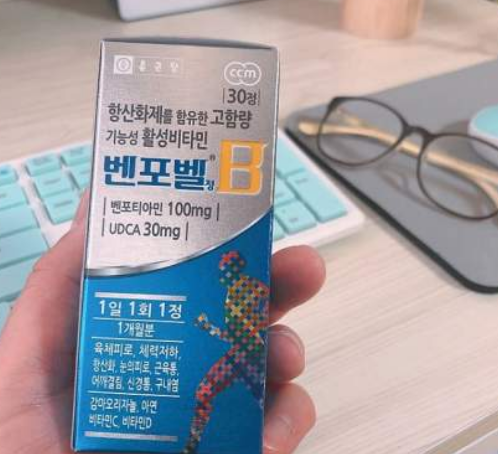 종근당
ccm
30정
항산화제를 함유한 고함량
기능성 활성비타민
벤포벨®정 B
벤포티아민 100mg
UDCA 30mg
1일 1회 1정
1개월분
육체피로, 체력저하,
항산화, 눈의피로, 근육통,
어깨결림, 신경통, 구내염
감마오리자놀, 아연
비타민C, 비타민D